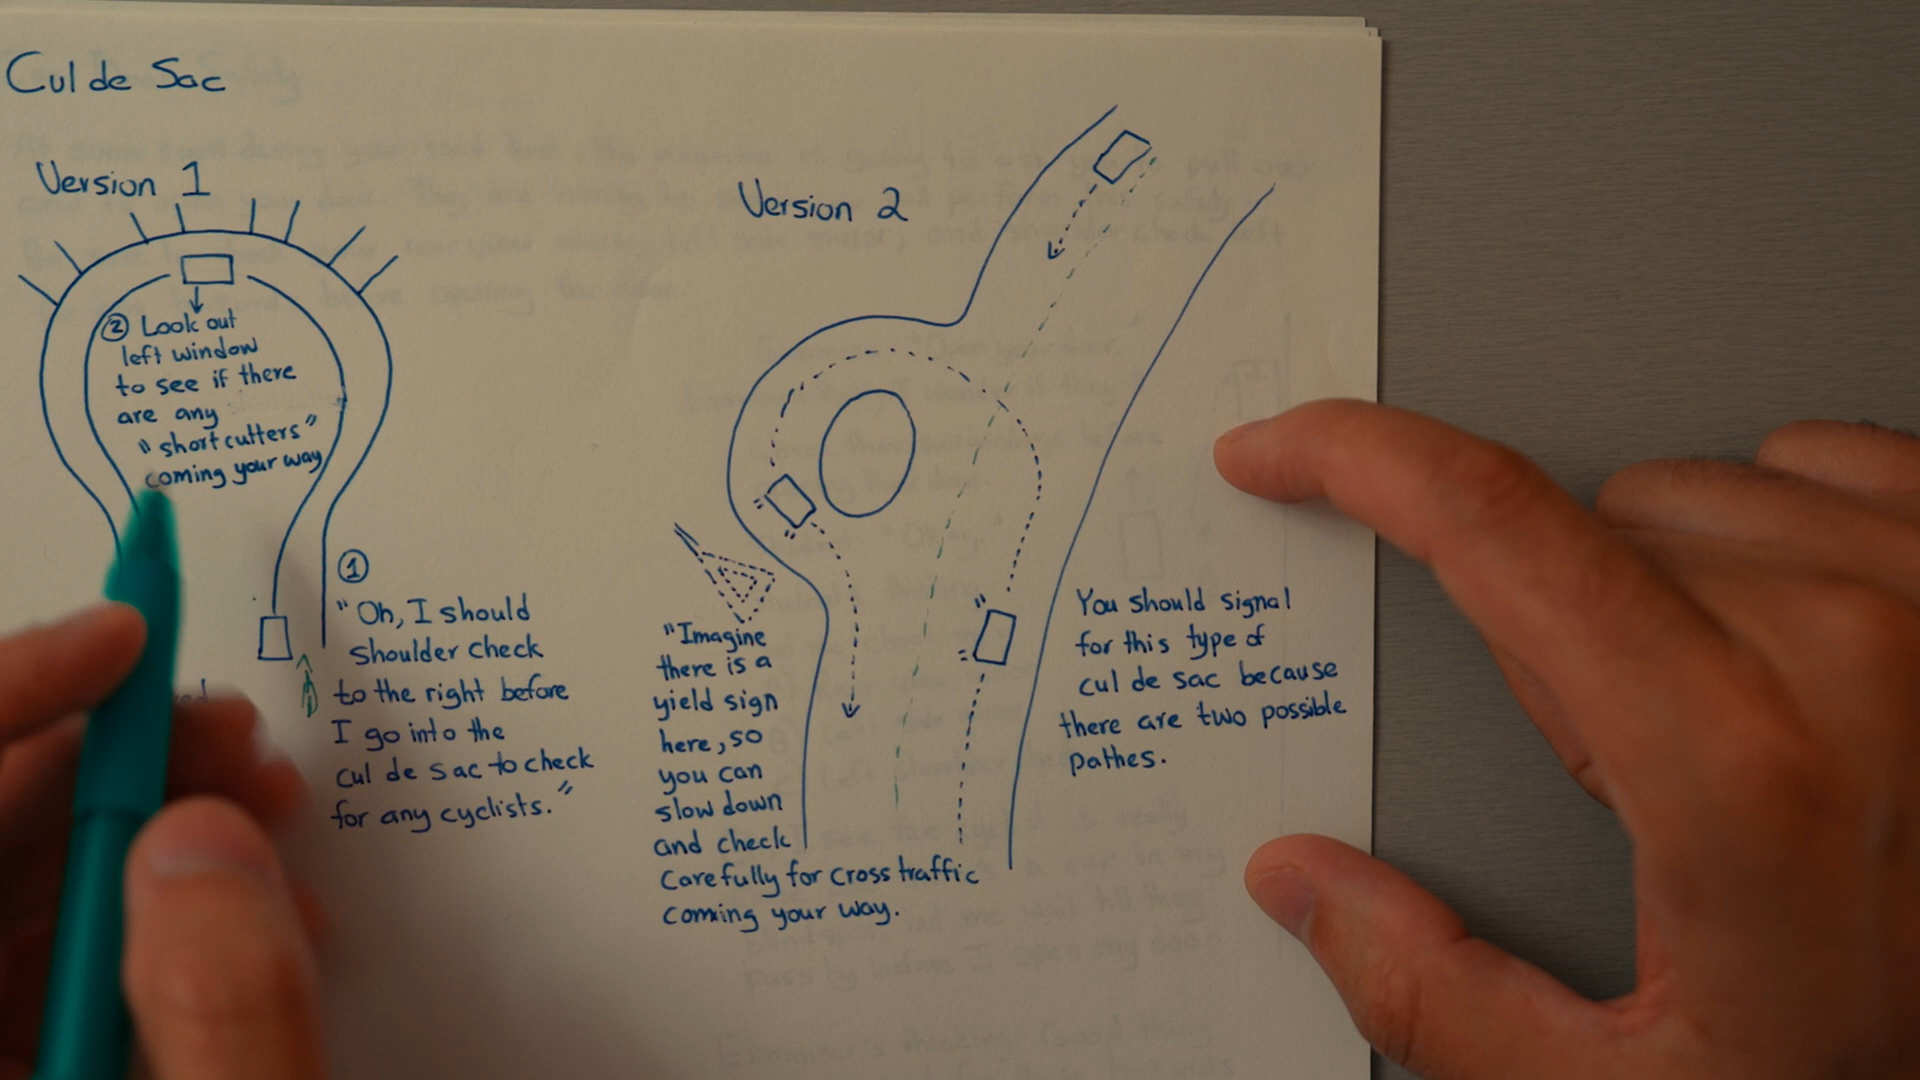 Cul de Sac
Version 1
② Look out
left window
to see if there
are any
"shortcutters"
coming your way
①
"Oh, I should
shoulder check
to the right before
I go into the
cul de sac to check
for any cyclists."
Version 2
"Imagine
there is a
yield sign
here, so
you can
slow down
and check
carefully for cross traffic
coming your way.
You should signal
for this type of
cul de sac because
there are two possible
pathes.